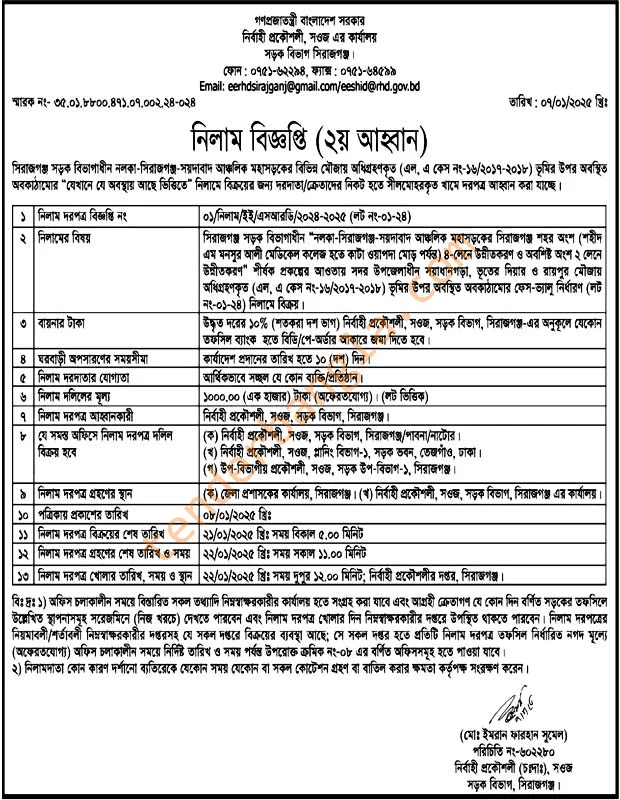 গণপ্রজাতন্ত্রী বাংলাদেশ সরকার
নির্বাহী প্রকৌশলী, সওজ এর কার্যালয়
সড়ক বিভাগ সিরাজগঞ্জ।
ফোন : ০৭৫১-৬২২৯৪, ফ্যাক্স : ০৭৫১-৬৪৫৯৯
Email: eerhdsirajganj@gmail.com/eeshid@rhd.gov.bd
স্মারক নং- ৩৫.০১.৮৮০০.৪৭১.০৭.০০২.২৪-০২৪ তারিখ : ০৭/০১/২০২৫ খ্রিঃ
নিলাম বিজ্ঞপ্তি (২য় আহ্বান)
সিরাজগঞ্জ সড়ক বিভাগাধীন নলকা-সিরাজগঞ্জ-সয়দাবাদ আঞ্চলিক মহাসড়কের বিভিন্ন মৌজায় অধিগ্রহণকৃত (এল, এ কেস নং-১৬/২০১৭-২০১৮) ভূমির উপর অবস্থিত
অবকাঠামোর “যেখানে যে অবস্থায় আছে ভিত্তিতে” নিলামে বিক্রয়ের জন্য দরদাতা/ক্রেতাদের নিকট হতে সীলমোহরকৃত খামে দরপত্র আহ্বান করা যাচ্ছে।
১ নিলাম দরপত্র বিজ্ঞপ্তি নং ০১/নিলাম/ইই/এসআরডি/২০২৪-২০২৫ (লট নং-০১-২৪)
২ নিলামের বিষয় সিরাজগঞ্জ সড়ক বিভাগাধীন “নলকা-সিরাজগঞ্জ-সয়দাবাদ আঞ্চলিক মহাসড়কের সিরাজগঞ্জ শহর অংশ (শহীদ
এম মনসুর আলী মেডিকেল কলেজ হতে কাটা ওয়াপদা মোড় পর্যন্ত) ৪-লেনে উন্নীতকরণ ও অবশিষ্ট অংশ ২ লেনে
উন্নীতকরণ” শীর্ষক প্রকল্পের আওতায় সদর উপজেলাধীন সয়াধানগড়া, ভূতের দিয়ার ও রায়পুর মৌজায়
অধিগ্রহণকৃত (এল, এ কেস নং-১৬/২০১৭-২০১৮) ভূমির উপর অবস্থিত অবকাঠামোর ফেস-ভ্যালু নির্ধারণ (লট
নং-০১-২৪) নিলামে বিক্রয়।
৩ বায়নার টাকা উদ্ধৃত দরের ১০% (শতকরা দশ ভাগ) নির্বাহী প্রকৌশলী, সওজ, সড়ক বিভাগ, সিরাজগঞ্জ-এর অনুকূলে যেকোন
তফসিল ব্যাংক হতে বিডি/পে-অর্ডার আকারে জমা দিতে হবে।
৪ ঘরবাড়ী অপসারণের সময়সীমা কার্যাদেশ প্রদানের তারিখ হতে ১০ (দশ) দিন।
৫ নিলাম দরদাতার যোগ্যতা আর্থিকভাবে সচ্ছল যে কোন ব্যক্তি/প্রতিষ্ঠান।
৬ নিলাম দলিলের মূল্য ১০০০.০০ (এক হাজার) টাকা (অফেরতযোগ্য)। (লট ভিত্তিক)
৭ নিলাম দরপত্র আহ্বানকারী নির্বাহী প্রকৌশলী, সওজ, সড়ক বিভাগ, সিরাজগঞ্জ।
৮ যে সমস্ত অফিসে নিলাম দরপত্র দলিল (ক) নির্বাহী প্রকৌশলী, সওজ, সড়ক বিভাগ, সিরাজগঞ্জ/পাবনা/নাটোর।
বিক্রয় হবে (খ) নির্বাহী প্রকৌশলী, সওজ, প্লানিং বিভাগ-১, সড়ক ভবন, তেজগাঁও, ঢাকা।
(গ) উপ-বিভাগীয় প্রকৌশলী, সওজ, সড়ক উপ-বিভাগ-১, সিরাজগঞ্জ।
৯ নিলাম দরপত্র গ্রহণের স্থান (ক) জেলা প্রশাসকের কার্যালয়, সিরাজগঞ্জ। (খ) নির্বাহী প্রকৌশলী, সওজ, সড়ক বিভাগ, সিরাজগঞ্জ এর কার্যালয়।
১০ পত্রিকায় প্রকাশের তারিখ ০৮/০১/২০২৫ খ্রিঃ
১১ নিলাম দরপত্র বিক্রয়ের শেষ তারিখ ২১/০১/২০২৫ খ্রিঃ সময় বিকাল ৫.০০ মিনিট
১২ নিলাম দরপত্র গ্রহণের শেষ তারিখ ও সময় ২২/০১/২০২৫ খ্রিঃ সময় সকাল ১১.০০ মিনিট
১৩ নিলাম দরপত্র খোলার তারিখ, সময় ও স্থান ২২/০১/২০২৫ খ্রিঃ সময় দুপুর ১২.০০ মিনিট; নির্বাহী প্রকৌশলীর দপ্তর, সিরাজগঞ্জ।
বিঃ দ্রঃ ১) অফিস চলাকালীন সময়ে বিস্তারিত সকল তথ্যাদি নিম্নস্বাক্ষরকারীর কার্যালয় হতে সংগ্রহ করা যাবে এবং আগ্রহী ক্রেতাগণ যে কোন দিন বর্ণিত সড়কের তফসিলে
উল্লেখিত স্থাপনাসমূহ সরেজমিনে (নিজ খরচে) দেখতে পারবেন এবং নিলাম দরপত্র খোলার দিন নিম্নস্বাক্ষরকারীর দপ্তরে উপস্থিত থাকতে পারবেন। নিলাম দরপত্রের
নিয়মাবলী/শর্তাবলী নিম্নস্বাক্ষরকারীর দপ্তরসহ যে সকল দপ্তরে বিক্রয়ের ব্যবস্থা আছে; সে সকল দপ্তর হতে প্রতিটি নিলাম দরপত্র তফসিল নির্ধারিত নগদ মূল্যে
(অফেরতযোগ্য) অফিস চলাকালীন সময়ে নির্দিষ্ট তারিখ ও সময় পর্যন্ত উপরোক্ত ক্রমিক নং-০৮ এর বর্ণিত অফিসসমূহ হতে পাওয়া যাবে।
২) নিলামদাতা কোন কারণ দর্শানো ব্যতিরেকে যেকোন সময় যেকোন বা সকল কোটেশন গ্রহণ বা বাতিল করার ক্ষমতা কর্তৃপক্ষ সংরক্ষণ করেন।
(মোঃ ইমরান ফারহান সুমেল)
পরিচিতি নং-৬০২২৮০
নির্বাহী প্রকৌশলী (চঃদাঃ), সওজ
সড়ক বিভাগ, সিরাজগঞ্জ।
tenderbangla.com